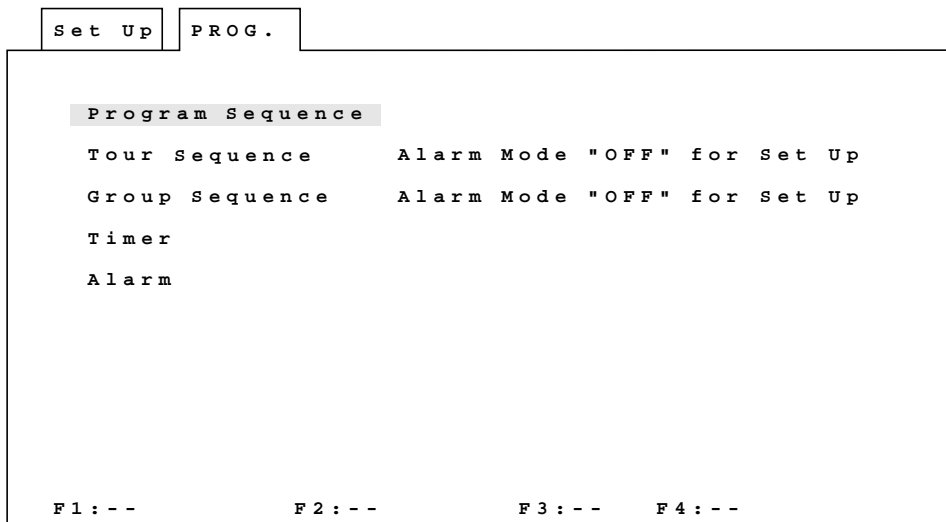 Set Up PROG.
Program Sequence
Tour Sequence Alarm Mode "OFF" for Set Up
Group Sequence Alarm Mode "OFF" for Set Up
Timer
Alarm
F1:-- F2:-- F3:-- F4:--